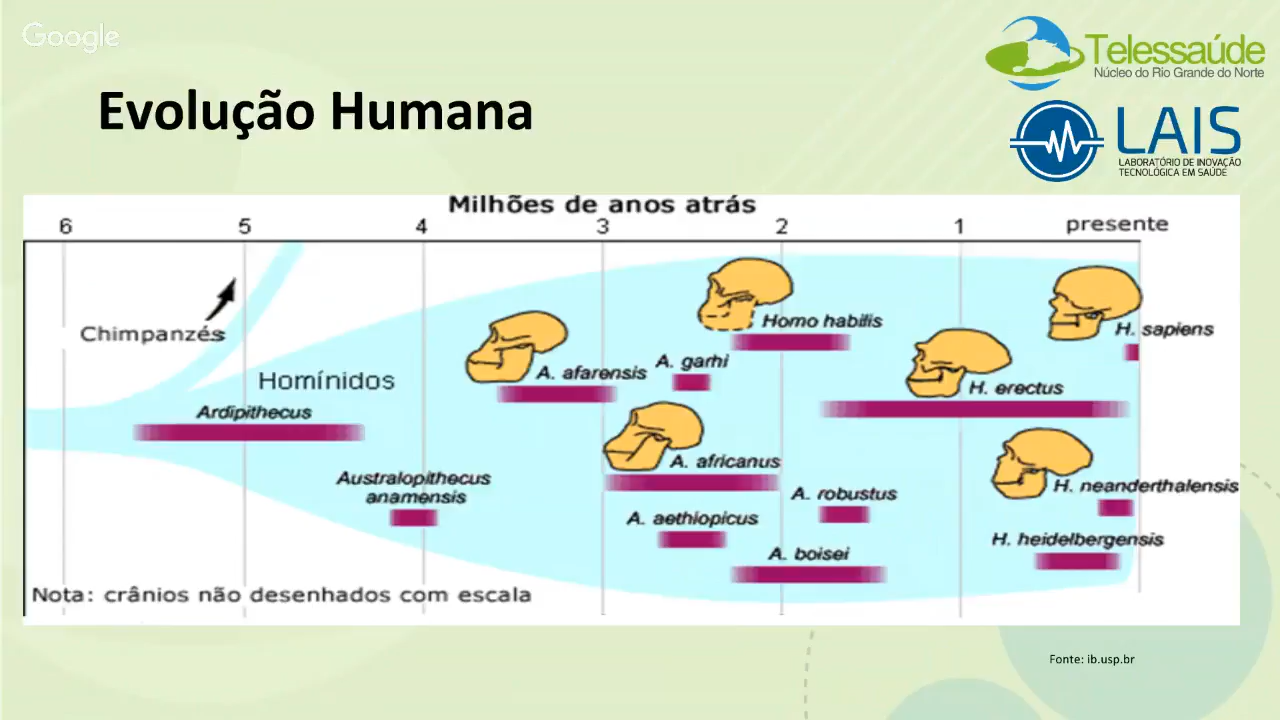 Google
Telessaúde
Núcleo do Rio Grande do Norte
Evolução Humana
LAIS
LABORATÓRIO DE INOVAÇÃO
TECNOLÓGICA EM SAÚDE
Milhões de anos atrás
6 5 4 3 2 1 presente
Chimpanzés
Homo habilis
H. sapiens
A. garhi
A. afarensis
Homínidos
H. erectus
Ardipithecus
A. africanus
Australopithecus
anamensis
A. robustus
H. neanderthalensis
A. aethiopicus
H. heidelbergensis
A. boisei
Nota: crânios não desenhados com escala
Fonte: ib.usp.br